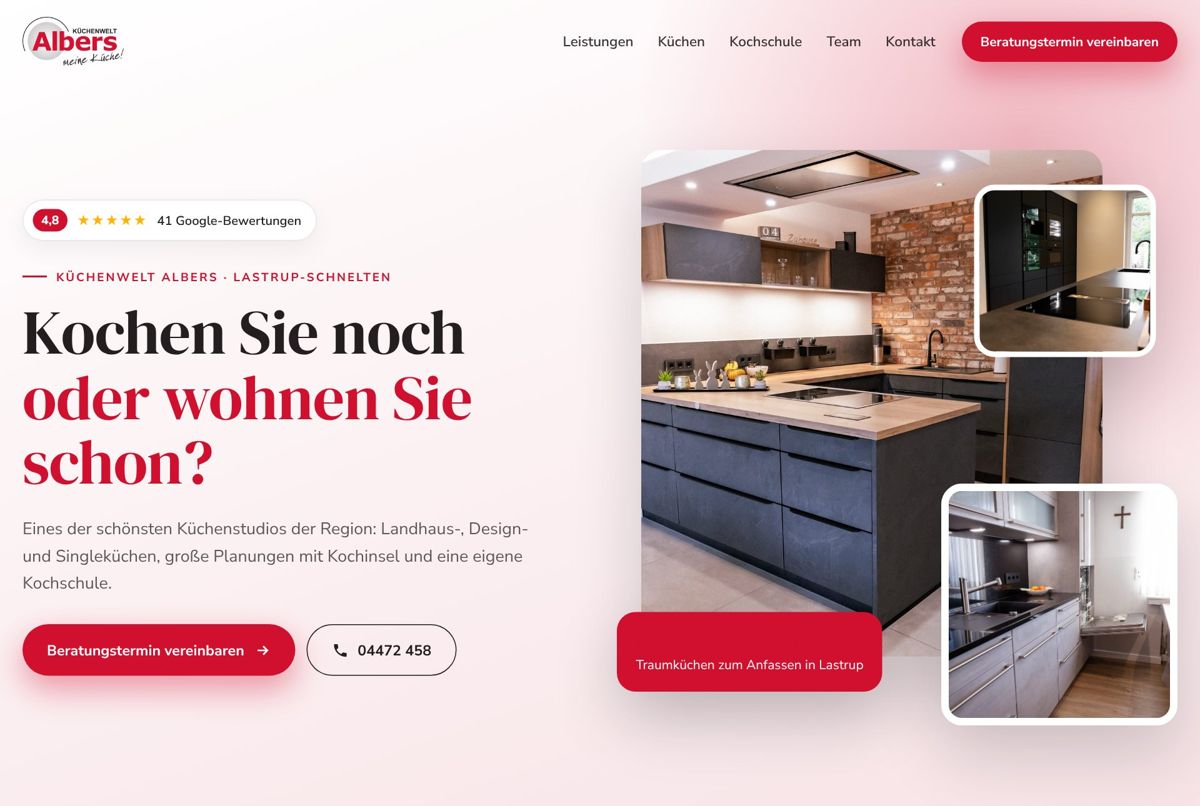 KÜCHENWELT
Albers
meine Küche!
Leistungen
Küchen
Kochschule
Team
Kontakt
Beratungstermin vereinbaren
4,8 ★★★★★ 41 Google-Bewertungen
KÜCHENWELT ALBERS · LASTRUP-SCHNELTEN
Kochen Sie noch
oder wohnen Sie
schon?
Eines der schönsten Küchenstudios der Region: Landhaus-, Design-
und Singleküchen, große Planungen mit Kochinsel und eine eigene
Kochschule.
Beratungstermin vereinbaren →
04472 458
04
Traumküchen zum Anfassen in Lastrup